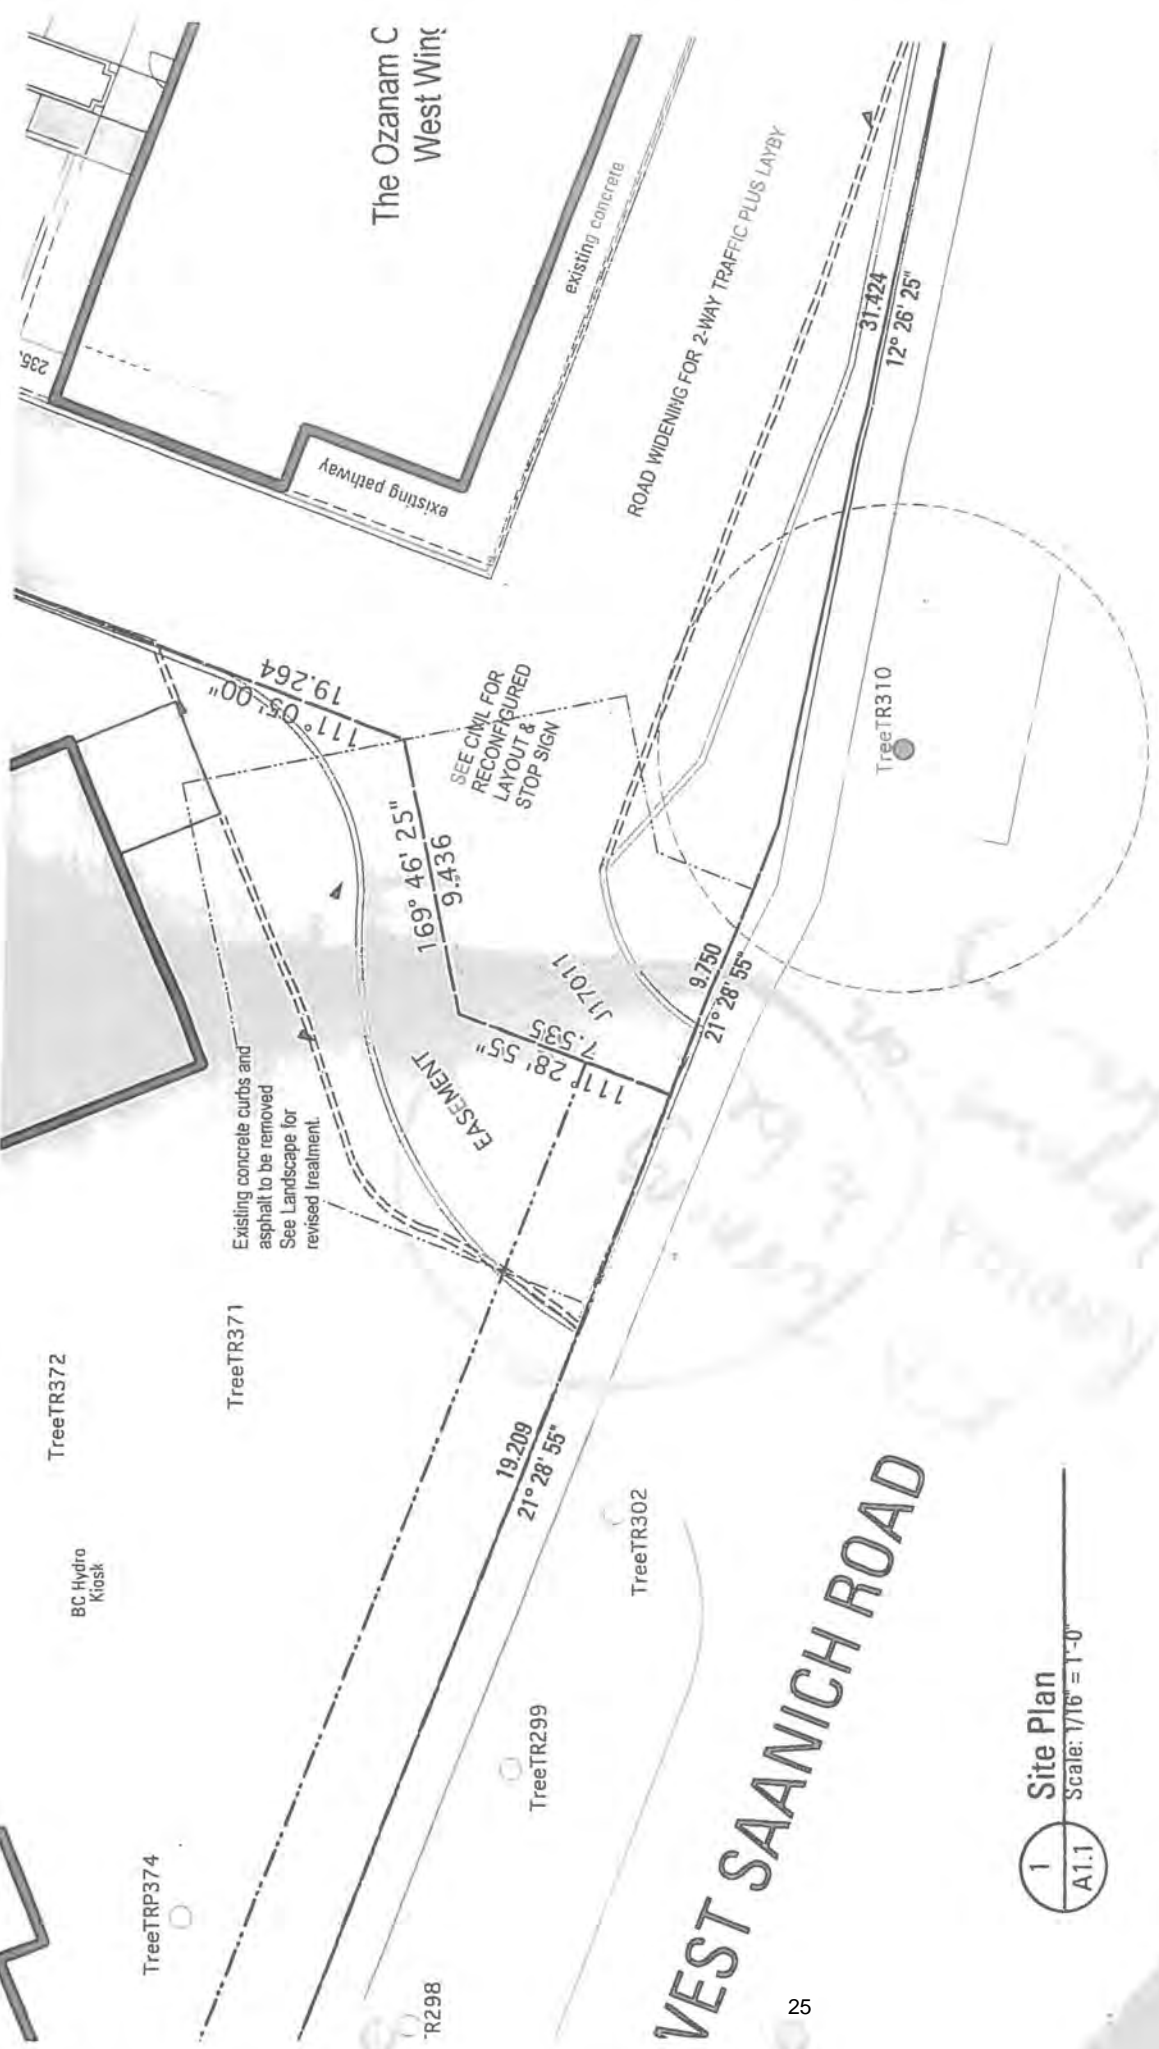 The Ozanam C
West Wing
existing concrete
235.
existing pathway
ROAD WIDENING FOR 2-WAY TRAFFIC PLUS LAYBY
31.424
12° 26' 25"
19.264
111° 05' 00"
SEE CIVIL FOR
RECONFIGURED
LAYOUT &
STOP SIGN
TreeTR310
169° 46' 25"
9.436
J17011
7.535
111° 28' 55"
9.750
21° 28' 55"
EASEMENT
Existing concrete curbs and
asphalt to be removed
See Landscape for
revised treatment.
TreeTR372
TreeTR371
19.209
21° 28' 55"
BC Hydro
Kiosk
TreeTR302
TreeTR299
TreeTRP374
R298
VEST SAANICH ROAD
1
A1.1
Site Plan
Scale: 1/16" = 1'-0"
25